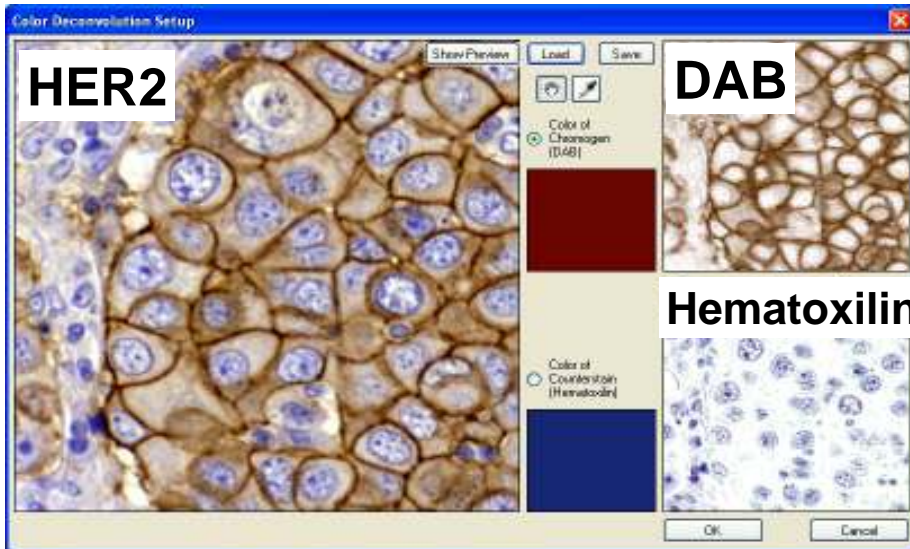 Color Deconvolution Setup
HER2
Show Preview
Load
Save
DAB
Color of
Chromogen
(DAB)
Hematoxilin
Color of
Counterstain
(Hematoxilin)
OK
Cancel